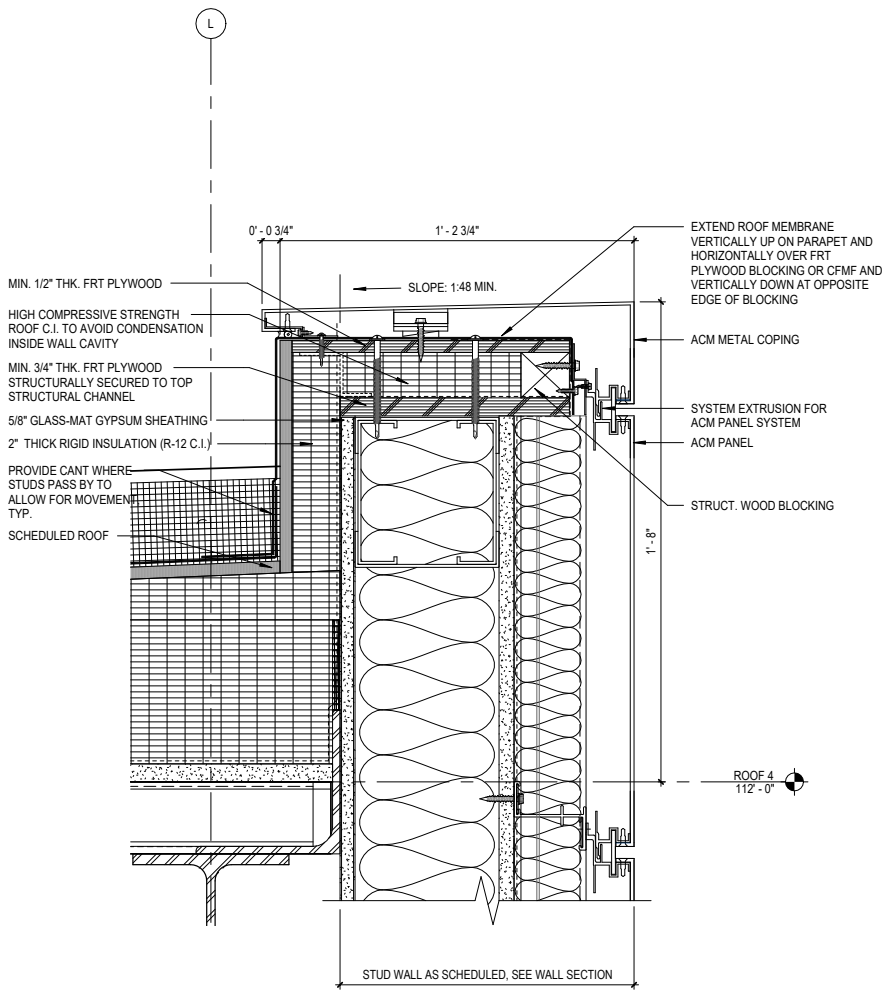 L
0' - 0 3/4"
1' - 2 3/4"
SLOPE: 1:48 MIN.
MIN. 1/2" THK. FRT PLYWOOD
HIGH COMPRESSIVE STRENGTH
ROOF C.I. TO AVOID CONDENSATION
INSIDE WALL CAVITY
MIN. 3/4" THK. FRT PLYWOOD
STRUCTURALLY SECURED TO TOP
STRUCTURAL CHANNEL
5/8" GLASS-MAT GYPSUM SHEATHING
2" THICK RIGID INSULATION (R-12 C.I.)
PROVIDE CANT WHERE
STUDS PASS BY TO
ALLOW FOR MOVEMENT
TYP.
SCHEDULED ROOF
EXTEND ROOF MEMBRANE
VERTICALLY UP ON PARAPET AND
HORIZONTALLY OVER FRT
PLYWOOD BLOCKING OR CFMF AND
VERTICALLY DOWN AT OPPOSITE
EDGE OF BLOCKING
ACM METAL COPING
SYSTEM EXTRUSION FOR
ACM PANEL SYSTEM
ACM PANEL
STRUCT. WOOD BLOCKING
1' - 8"
ROOF 4
112' - 0"
STUD WALL AS SCHEDULED, SEE WALL SECTION